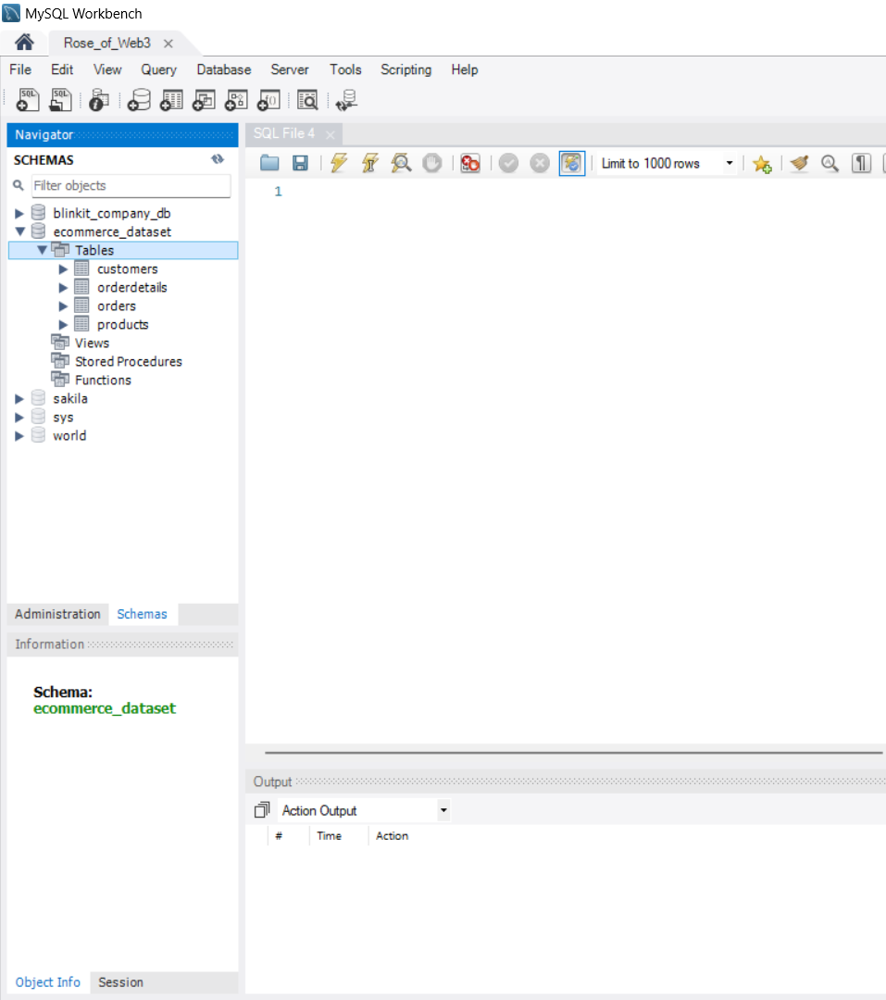 MySQL Workbench
Rose_of_Web3
File Edit View Query Database Server Tools Scripting Help
SQL SQL
Navigator
SQL File 4
SCHEMAS
Limit to 1000 rows
Filter objects
1
blinkit_company_db
ecommerce_dataset
Tables
customers
orderdetails
orders
products
Views
Stored Procedures
Functions
sakila
sys
world
Administration Schemas
Information
Schema:
ecommerce_dataset
Output
Action Output
# Time Action
Object Info Session